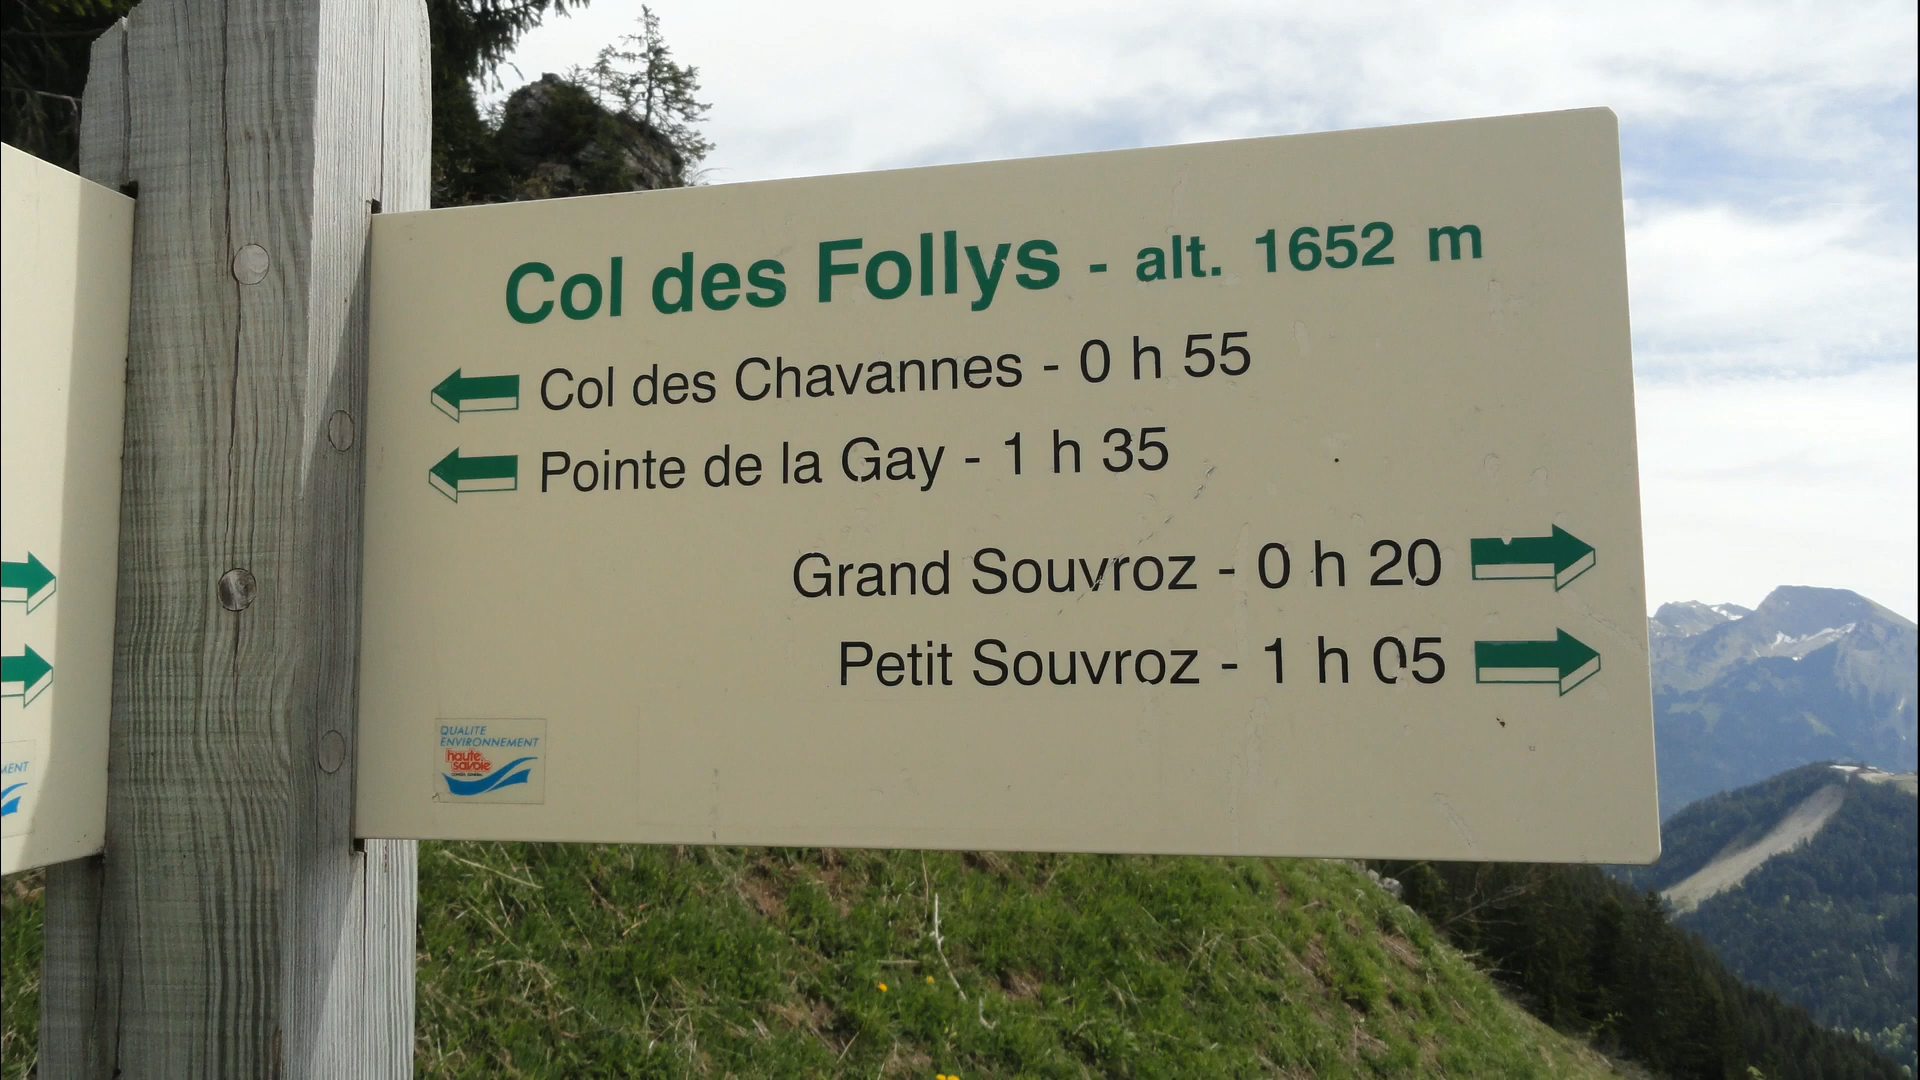 Col des Follys - alt. 1652 m
Col des Chavannes - 0 h 55
Pointe de la Gay - 1 h 35
Grand Souvroz - 0 h 20
Petit Souvroz - 1 h 05
QUALITE
ENVIRONNEMENT
haute
savoie
MENT